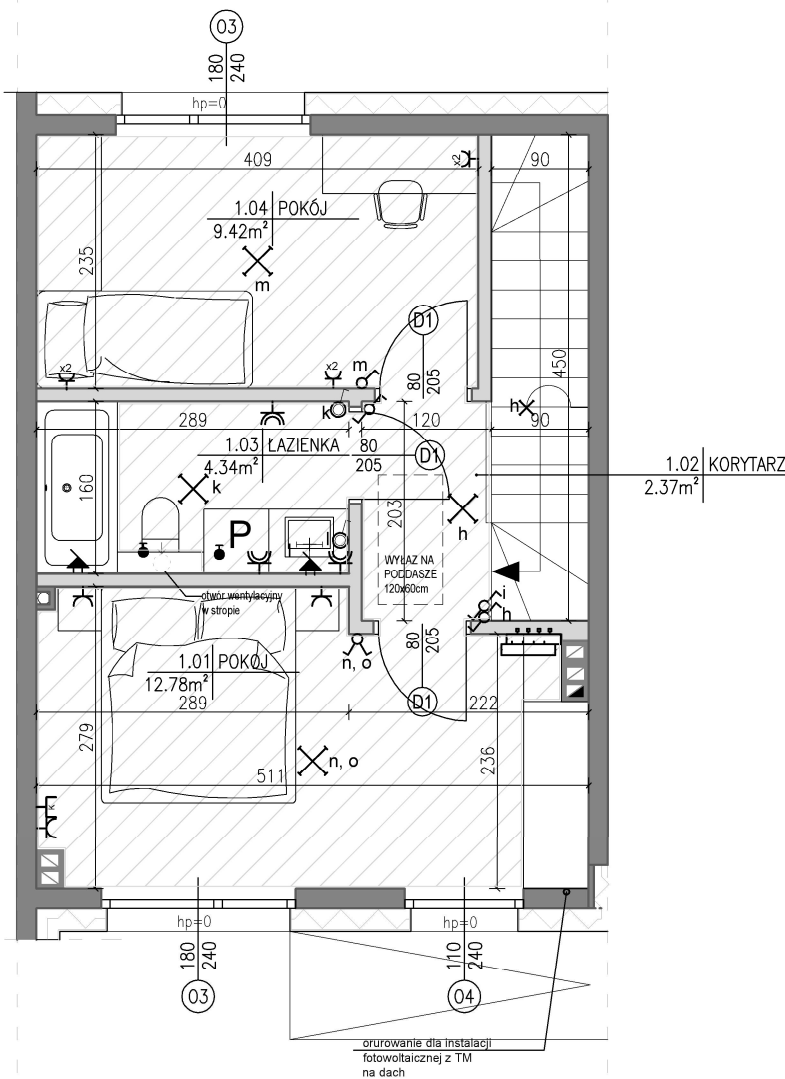 03
180
240
hp=0
409
90
x2
1.04 POKÓJ
9.42m²
m
235
D1
80
205
450
x2
x2
m
k
h
289
120
90
1.03 ŁAZIENKA
4.34m²
80
205
D1
1.02 KORYTARZ
2.37m²
160
k
203
h
P
WYŁAZ NA
PODDASZE
120x60cm
otwór wentylacyjny
w stropie
i
h
80
205
n, o
1.01 POKÓJ
12.78m²
289
D1
222
279
236
n, o
511
K
hp=0
hp=0
180
240
110
240
03
04
orurowanie dla instalacji
fotowoltaicznej z TM
na dach